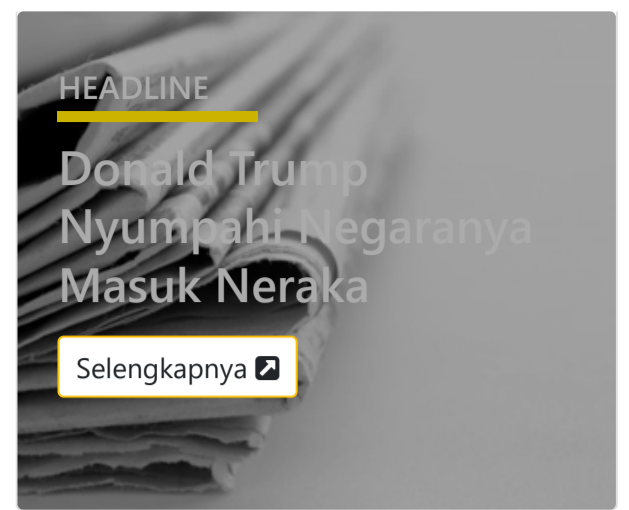 HEADLINE
Donald Trump
Nyumpahi Negaranya
Masuk Neraka
Selengkapnya